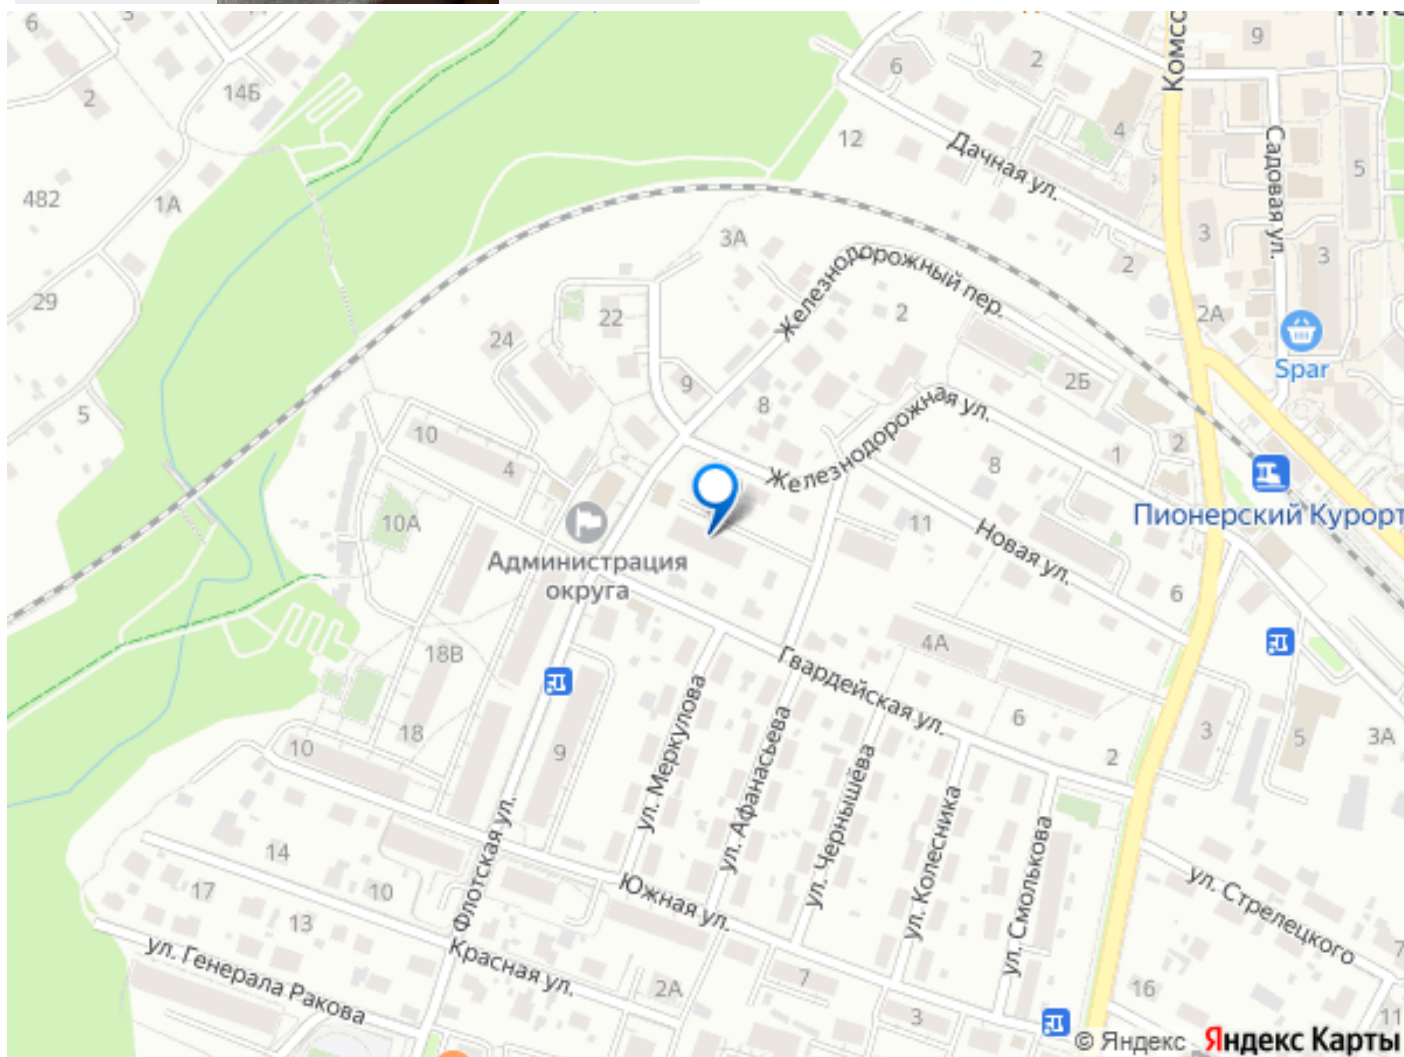 6
2
14Б
482
1А
29
5
6
2
12
4
Дачная ул.
9
Садовая ул.
5
3
3
2
2А
Spar
3А
Железнодорожный пер.
2
22
24
9
8
2Б
10
4
Железнодорожная ул.
8
1
2
Пионерский Курорт
10А
Администрация
округа
11
Новая ул.
6
18В
4А
Гвардейская ул.
6
2
3
5
3А
18
10
9
ул. Меркулова
ул. Афанасьева
ул. Чернышёва
ул. Колесника
ул. Смолькова
Флотская ул.
14
17
10
13
Южная ул.
ул. Стрелецкого
ул. Генерала Ракова
Красная ул.
2А
7
3
16
11
© Яндекс Яндекс Карты